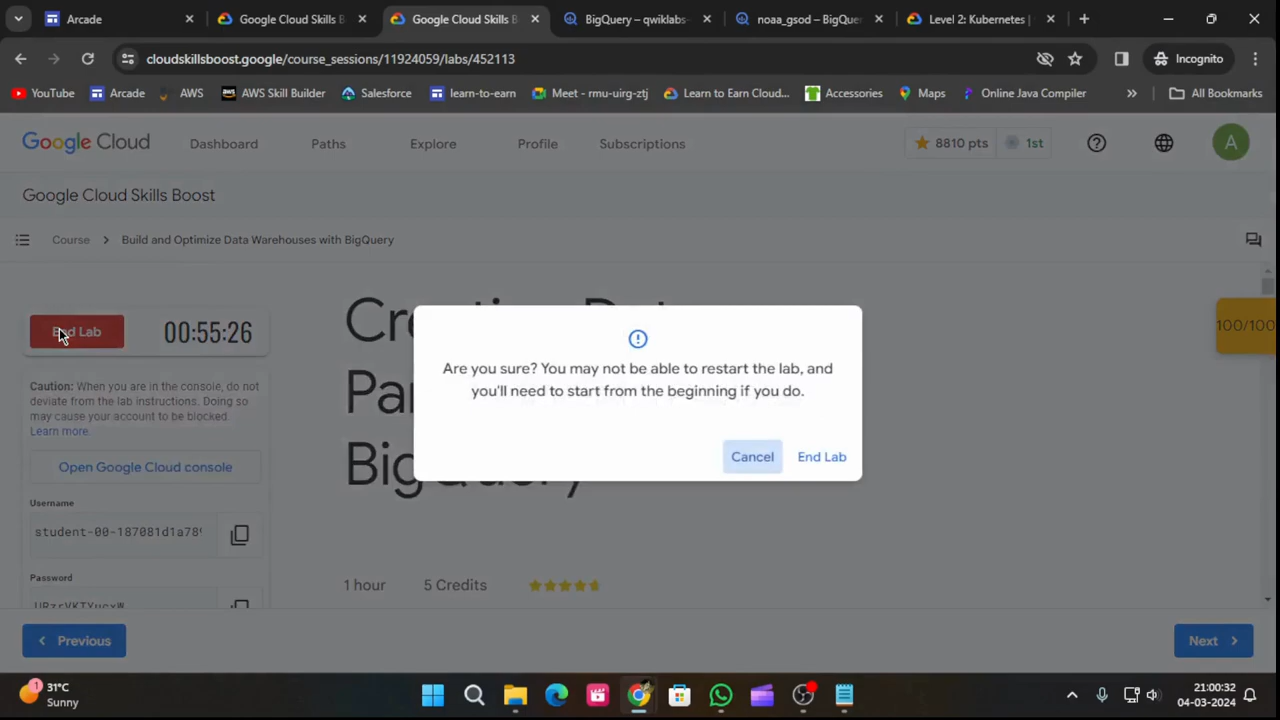 Arcade
Google Cloud Skills B
Google Cloud Skills B
BigQuery – qwiklabs-
noaa_gsod – BigQue
Level 2: Kubernetes
cloudskillsboost.google/course_sessions/11924059/labs/452113
Incognito
YouTube
Arcade
AWS
AWS Skill Builder
Salesforce
learn-to-earn
Meet - rmu-uirg-ztj
Learn to Earn Cloud...
Accessories
Maps
Online Java Compiler
All Bookmarks
Google Cloud
Dashboard
Paths
Explore
Profile
Subscriptions
8810 pts
1st
A
Google Cloud Skills Boost
Course
Build and Optimize Data Warehouses with BigQuery
End Lab
00:55:26
100/100
Caution: When you are in the console, do not
deviate from the lab instructions. Doing so
may cause your account to be blocked.
Learn more.
Open Google Cloud console
Username
student-00-187081d1a78
Password
Are you sure? You may not be able to restart the lab, and
you'll need to start from the beginning if you do.
Cancel
End Lab
1 hour
5 Credits
Previous
Next
1
31°C
Sunny
21:00:32
04-03-2024